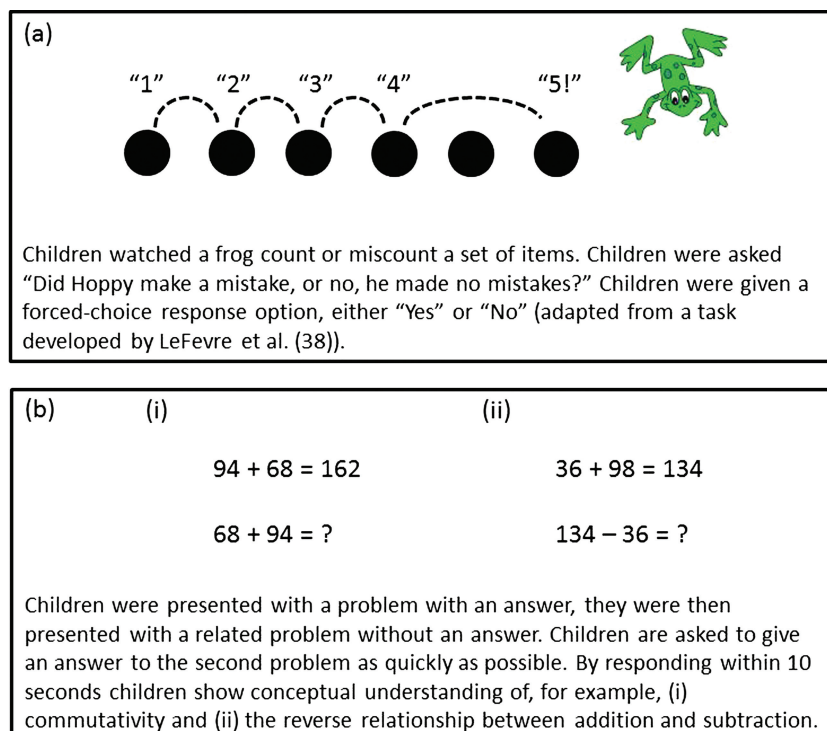 (a)
“1” “2” “3” “4” “5!”
Children watched a frog count or miscount a set of items. Children were asked
“Did Hoppy make a mistake, or no, he made no mistakes?” Children were given a
forced-choice response option, either “Yes” or “No” (adapted from a task
developed by LeFevre et al. (38)).
(b) (i) (ii)
94 + 68 = 162 36 + 98 = 134
68 + 94 = ? 134 – 36 = ?
Children were presented with a problem with an answer, they were then
presented with a related problem without an answer. Children are asked to give
an answer to the second problem as quickly as possible. By responding within 10
seconds children show conceptual understanding of, for example, (i)
commutativity and (ii) the reverse relationship between addition and subtraction.